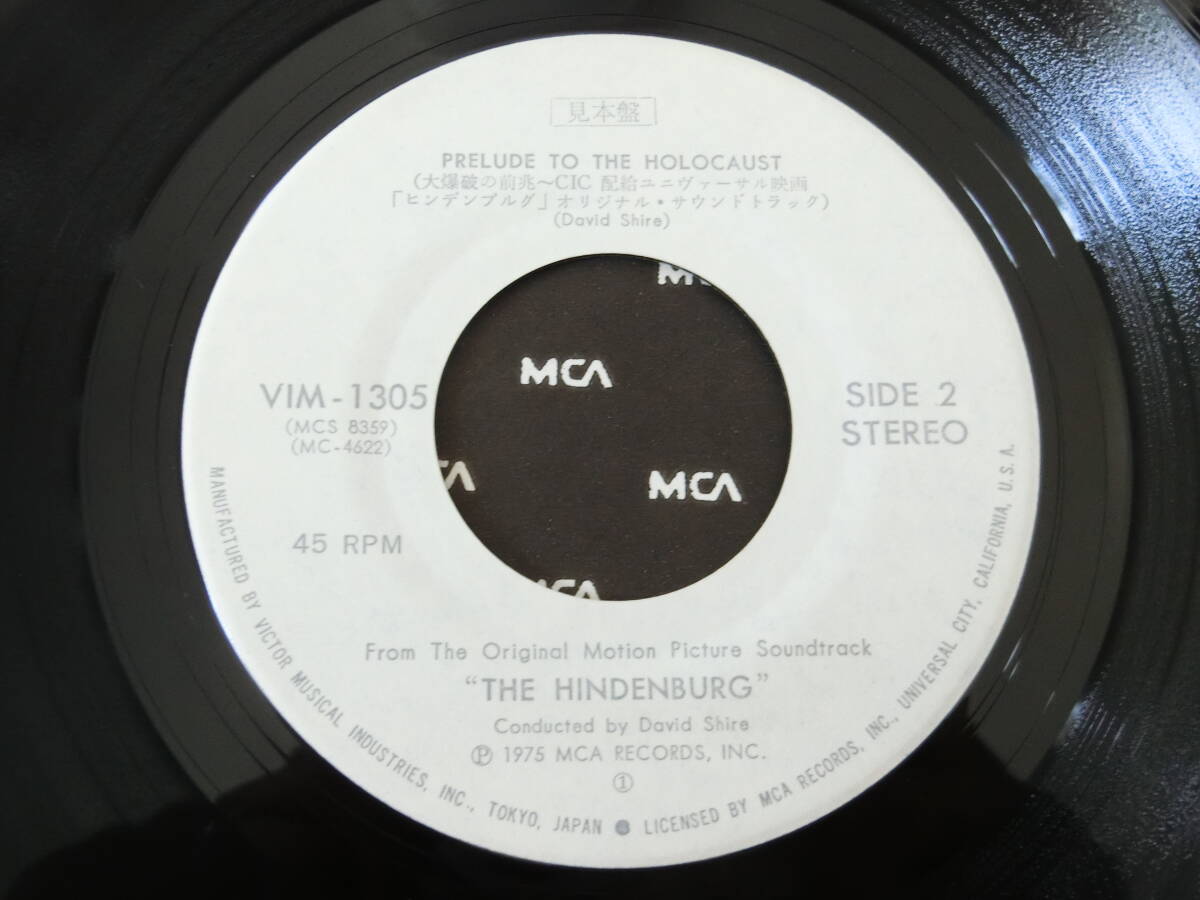 見本盤
PRELUDE TO THE HOLOCAUST
(大爆破の前兆〜CIC 配給ユニヴァーサル映画
「ヒンデンブルグ」オリジナル・サウンドトラック)
(David Shire)
MCA
MCA
MCA
MCA
VIM-1305
(MCS 8359)
(MC-4622)
SIDE 2
STEREO
45 RPM
From The Original Motion Picture Soundtrack
"THE HINDENBURG"
Conducted by David Shire
Ⓟ 1975 MCA RECORDS, INC.
①
MANUFACTURED BY VICTOR MUSICAL INDUSTRIES, INC., TOKYO, JAPAN ● LICENSED BY MCA RECORDS, INC., UNIVERSAL CITY, CALIFORNIA, U.S.A.